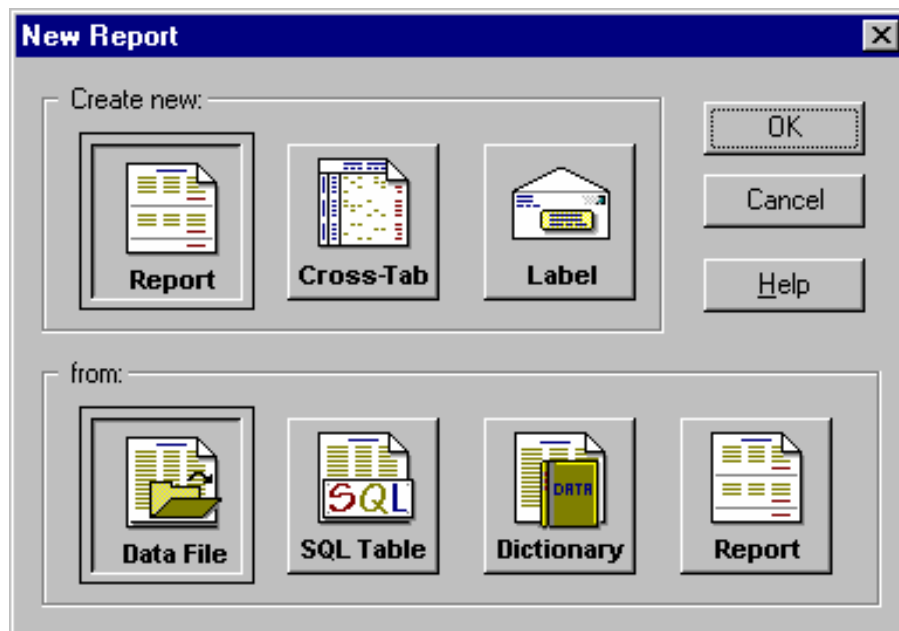 New Report
Create new:
OK
Cancel
Report
Cross-Tab
Label
Help
from:
SQL
DATA
Data File
SQL Table
Dictionary
Report